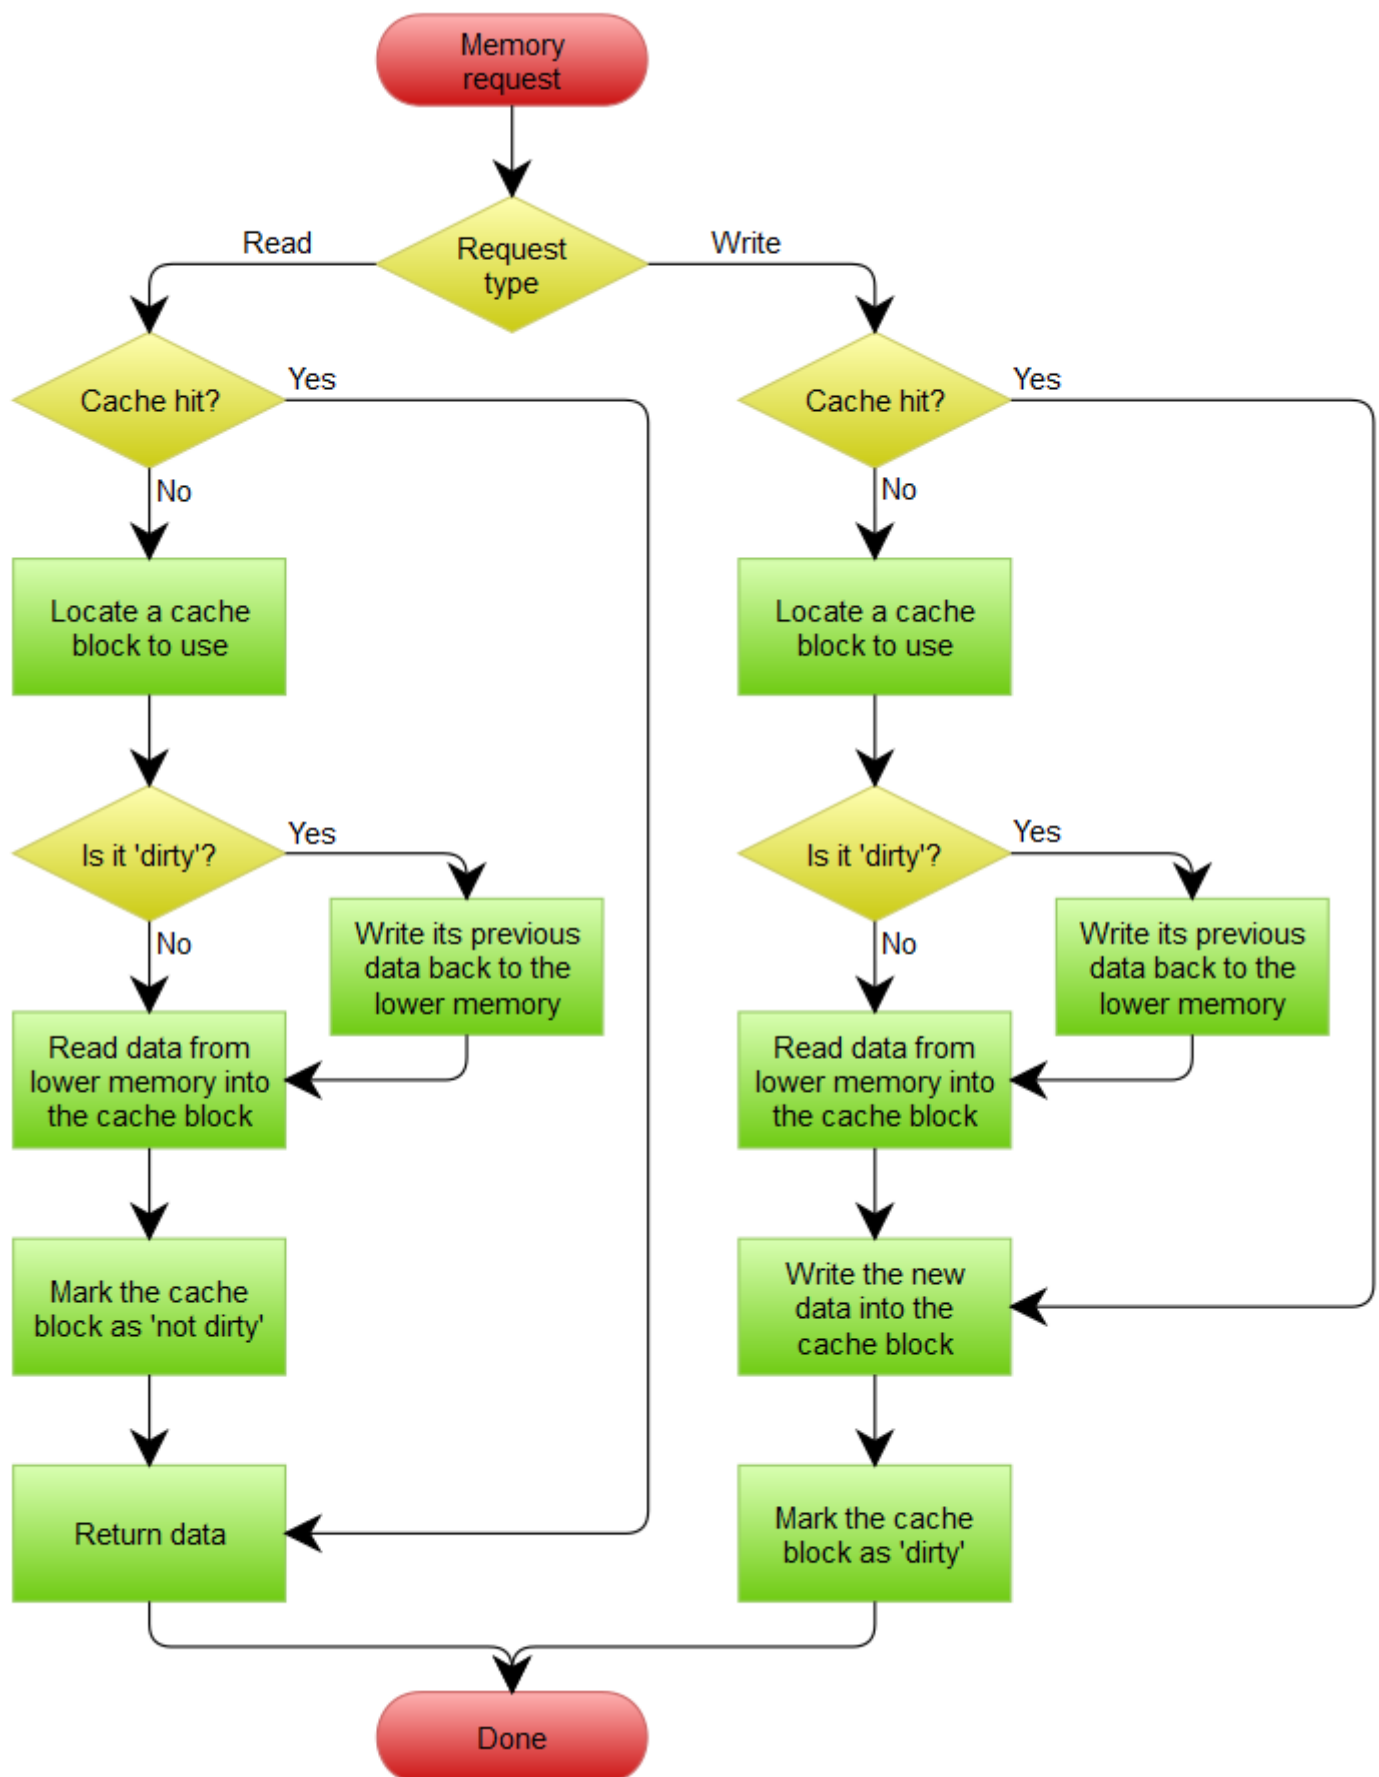 Memory
request
Request
type
Read
Write
Cache hit?
Yes
No
Locate a cache
block to use
Is it 'dirty'?
Yes
Write its previous
data back to the
lower memory
No
Read data from
lower memory into
the cache block
Mark the cache
block as 'not dirty'
Return data
Cache hit?
Yes
No
Locate a cache
block to use
Is it 'dirty'?
Yes
Write its previous
data back to the
lower memory
No
Read data from
lower memory into
the cache block
Write the new
data into the
cache block
Mark the cache
block as 'dirty'
Done